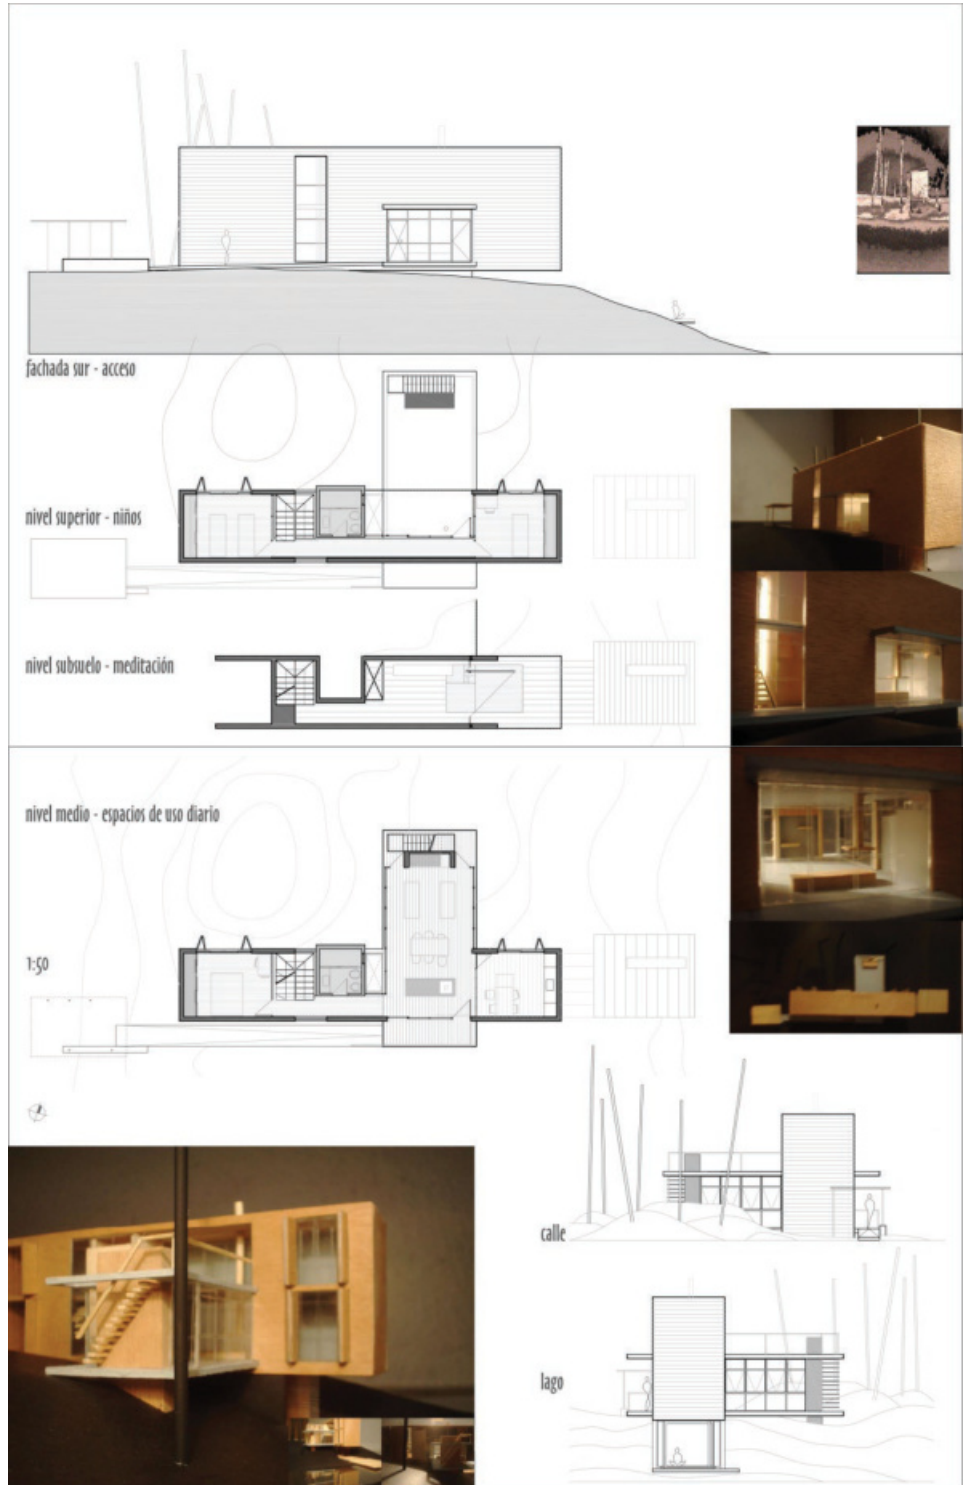 fachada sur - acceso
nivel superior - niños
nivel subsuelo - meditación
nivel medio - espacios de uso diario
1:50
calle
lago